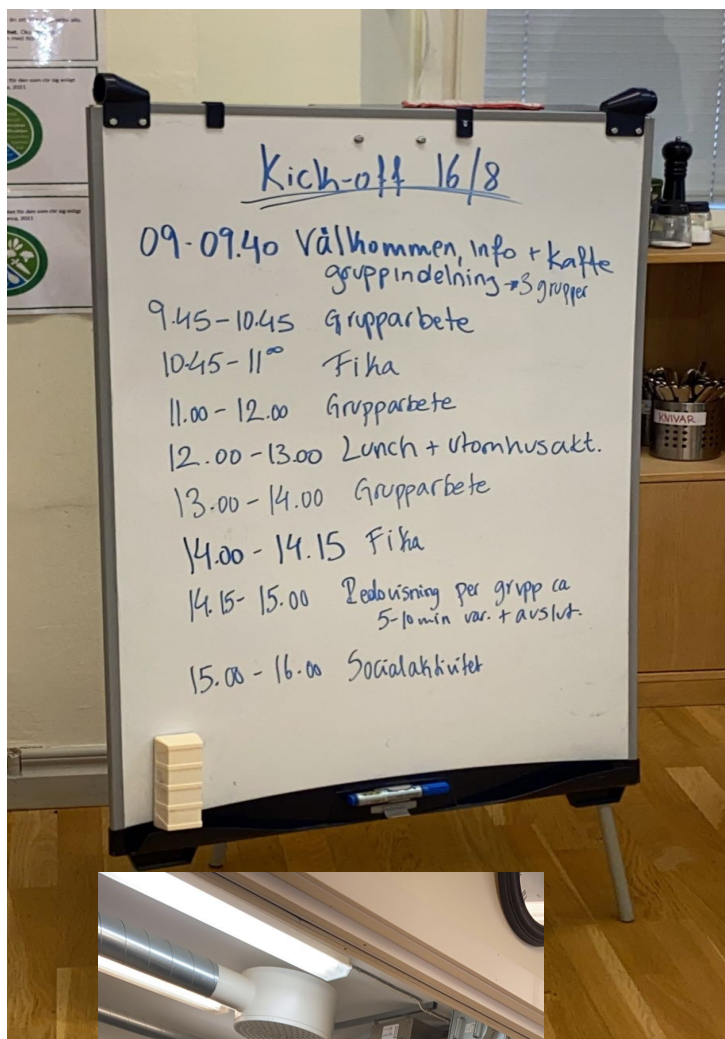 Kick-off 16/8
09-09.40 Välkommen, info + kaffe
gruppindelning → 3 grupper
9.45-10.45 Grupparbete
10.45-11⁰⁰ Fika
11.00-12.00 Grupparbete
12.00-13.00 Lunch + utomhusakt.
13.00-14.00 Grupparbete
14.00-14.15 Fika
14.15-15.00 Redovisning per grupp ca
5-10 min var. + avslut.
15.00-16.00 Socialaktivitet
KNIVAR